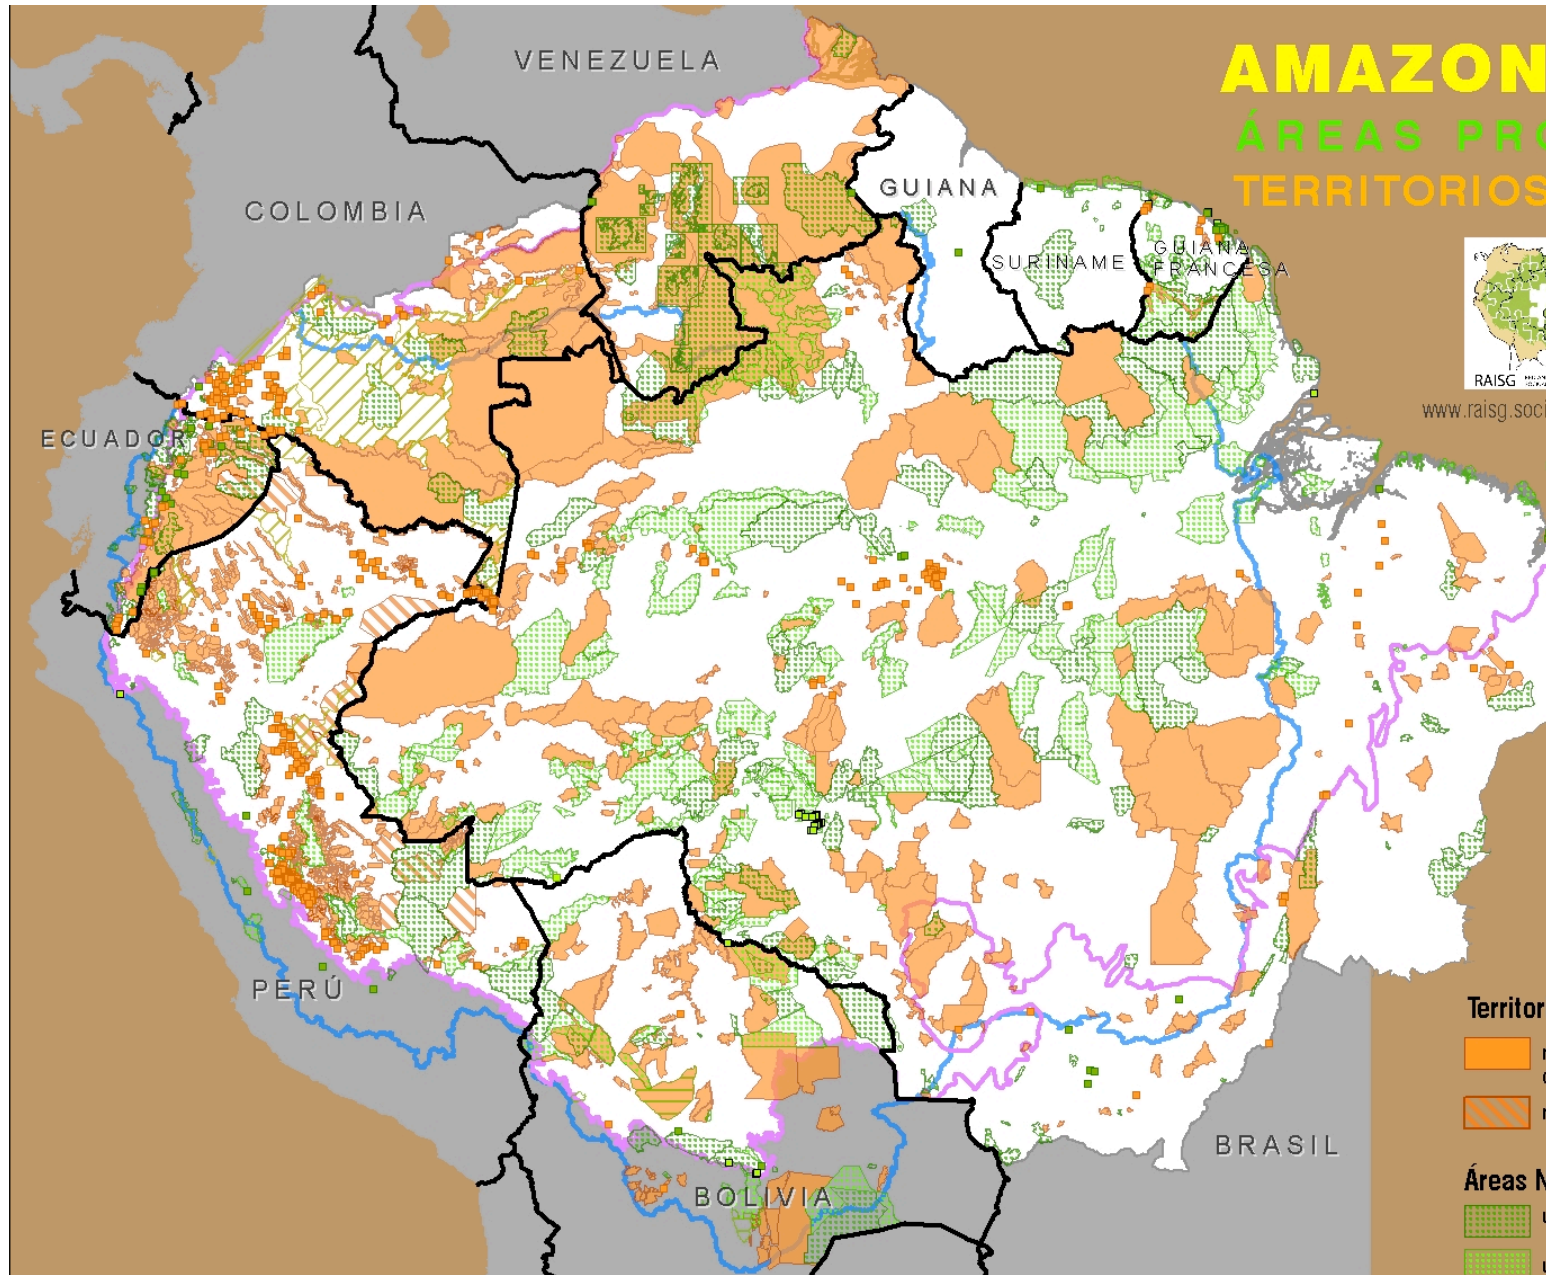 AMAZON
ÁREAS PRO
TERRITORIOS
VENEZUELA
COLOMBIA
GUIANA
SURINAME
GUIANA
FRANCESA
ECUADOR
RAISG
www.raisg.soci
PERÚ
BOLIVIA
BRASIL
Territor
Áreas N